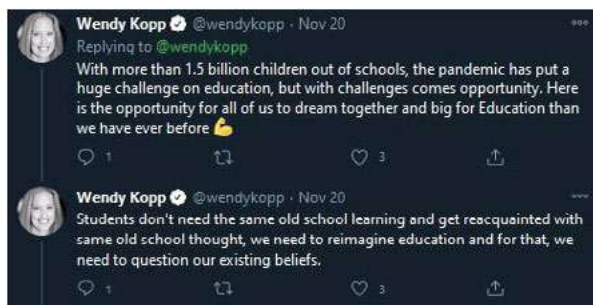 Wendy Kopp @wendykopp · Nov 20
Replying to @wendykopp
With more than 1.5 billion children out of schools, the pandemic has put a
huge challenge on education, but with challenges comes opportunity. Here
is the opportunity for all of us to dream together and big for Education than
we have ever before 💪
1 3
Wendy Kopp @wendykopp · Nov 20
Students don't need the same old school learning and get reacquainted with
same old school thought, we need to reimagine education and for that, we
need to question our existing beliefs.
1 3